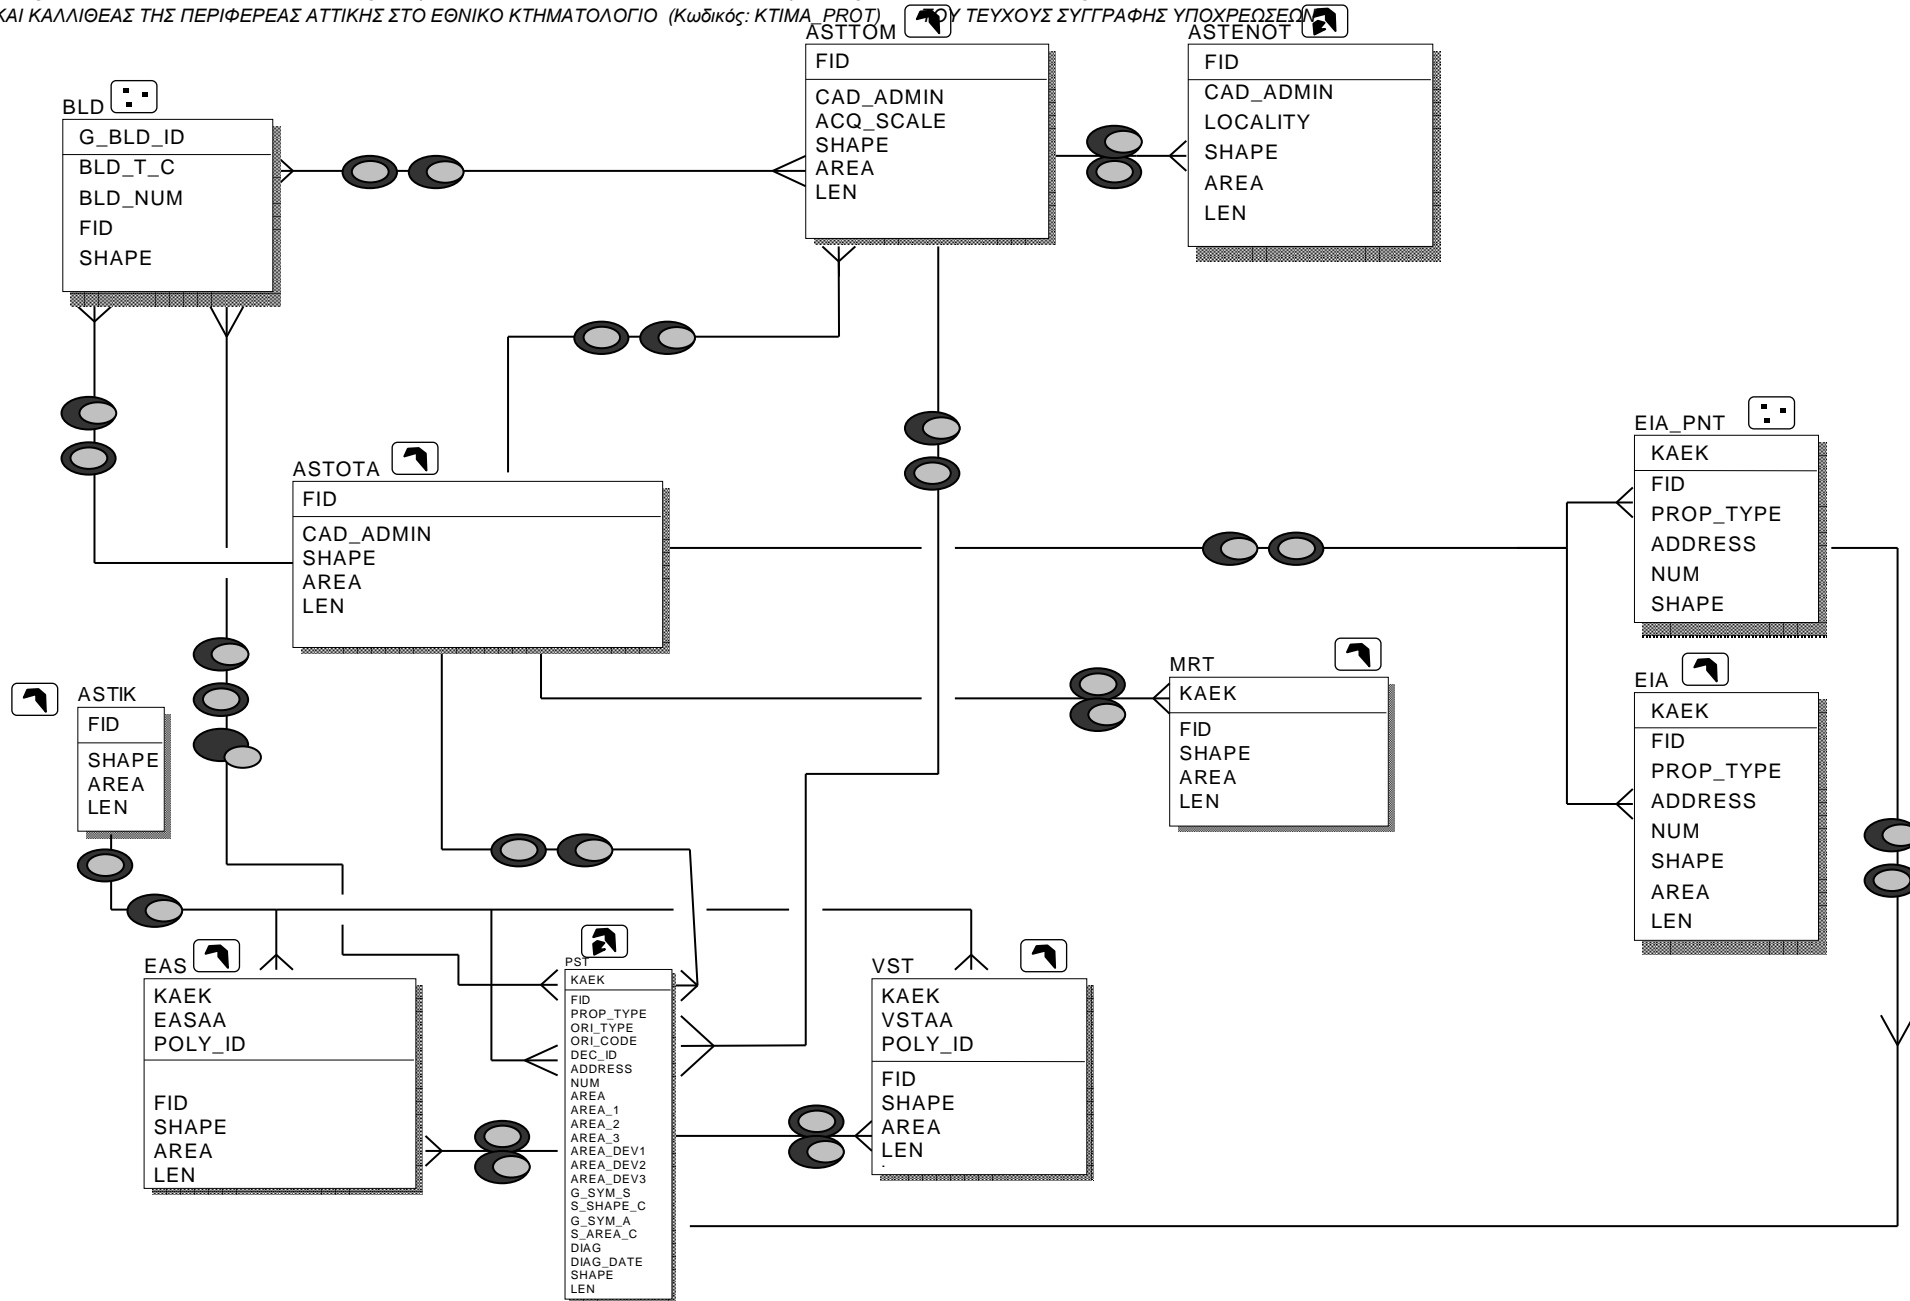 ΚΑΙ ΚΑΛΛΙΘΕΑΣ ΤΗΣ ΠΕΡΙΦΕΡΕΑΣ ΑΤΤΙΚΗΣ ΣΤΟ ΕΘΝΙΚΟ ΚΤΗΜΑΤΟΛΟΓΙΟ (Κωδικός: KTIMA_PROT) ΤΟΥ ΤΕΥΧΟΥΣ ΣΥΓΓΡΑΦΗΣ ΥΠΟΧΡΕΩΣΕΩΝ
ASTTOM
FID
CAD_ADMIN
ACQ_SCALE
SHAPE
AREA
LEN
ASTENOT
FID
CAD_ADMIN
LOCALITY
SHAPE
AREA
LEN
BLD
G_BLD_ID
BLD_T_C
BLD_NUM
FID
SHAPE
ASTOTA
FID
CAD_ADMIN
SHAPE
AREA
LEN
EIA_PNT
KAEK
FID
PROP_TYPE
ADDRESS
NUM
SHAPE
MRT
KAEK
FID
SHAPE
AREA
LEN
EIA
KAEK
FID
PROP_TYPE
ADDRESS
NUM
SHAPE
AREA
LEN
ASTIK
FID
SHAPE
AREA
LEN
EAS
KAEK
EASAA
POLY_ID
FID
SHAPE
AREA
LEN
PST
KAEK
FID
PROP_TYPE
ORI_TYPE
ORI_CODE
DEC_ID
ADDRESS
NUM
AREA
AREA_1
AREA_2
AREA_3
AREA_DEV1
AREA_DEV2
AREA_DEV3
G_SYM_S
S_SHAPE_C
G_SYM_A
S_AREA_C
DIAG
DIAG_DATE
SHAPE
LEN
VST
KAEK
VSTAA
POLY_ID
FID
SHAPE
AREA
LEN
.